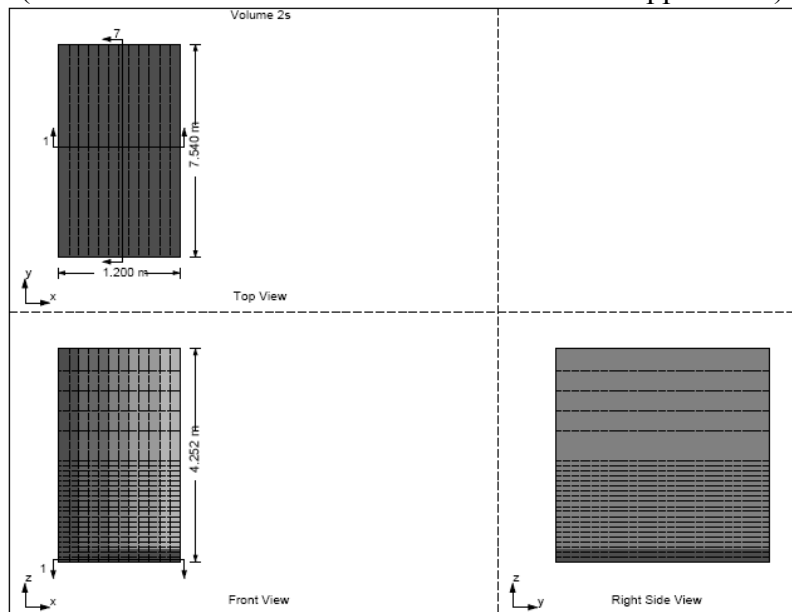 Volume 2s
7
1
7.540 m
1.200 m
y
x
Top View
4.252 m
1
z
x
Front View
z
y
Right Side View